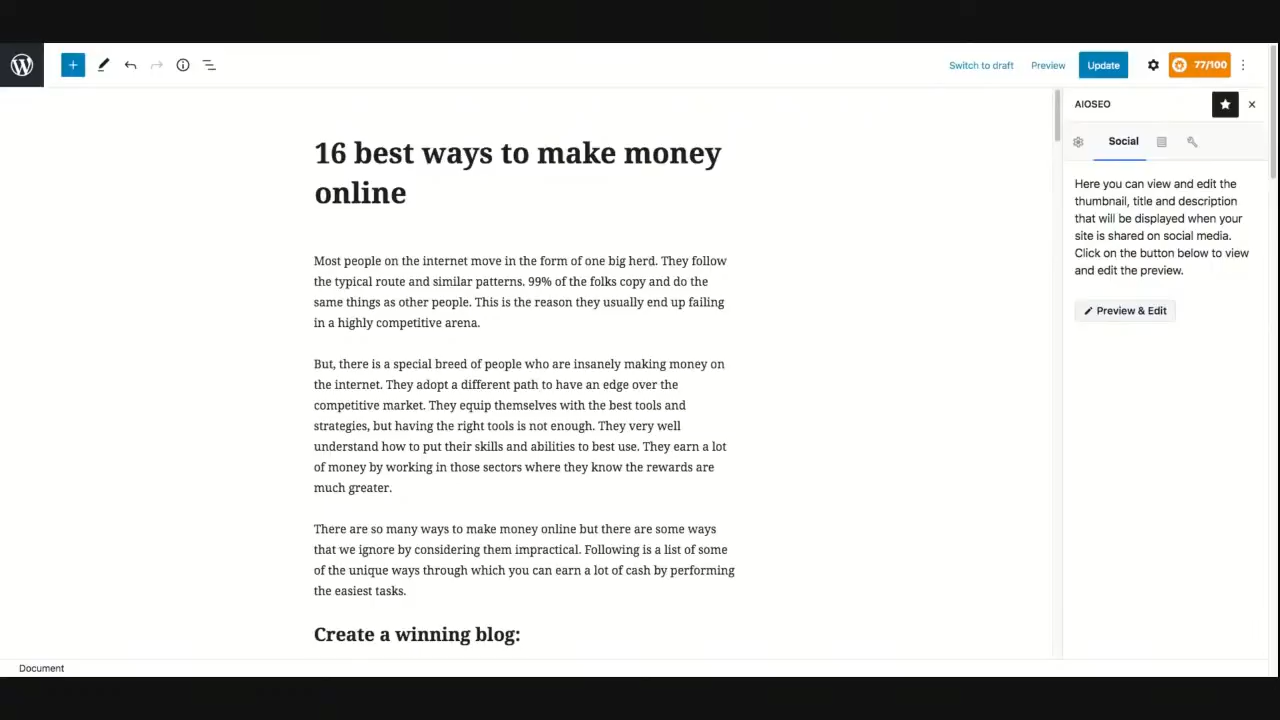 Switch to draft Preview Update 77/100
AIOSEO
Social
Here you can view and edit the
thumbnail, title and description
that will be displayed when your
site is shared on social media.
Click on the button below to view
and edit the preview.
Preview & Edit
16 best ways to make money
online
Most people on the internet move in the form of one big herd. They follow
the typical route and similar patterns. 99% of the folks copy and do the
same things as other people. This is the reason they usually end up failing
in a highly competitive arena.
But, there is a special breed of people who are insanely making money on
the internet. They adopt a different path to have an edge over the
competitive market. They equip themselves with the best tools and
strategies, but having the right tools is not enough. They very well
understand how to put their skills and abilities to best use. They earn a lot
of money by working in those sectors where they know the rewards are
much greater.
There are so many ways to make money online but there are some ways
that we ignore by considering them impractical. Following is a list of some
of the unique ways through which you can earn a lot of cash by performing
the easiest tasks.
Create a winning blog:
Document